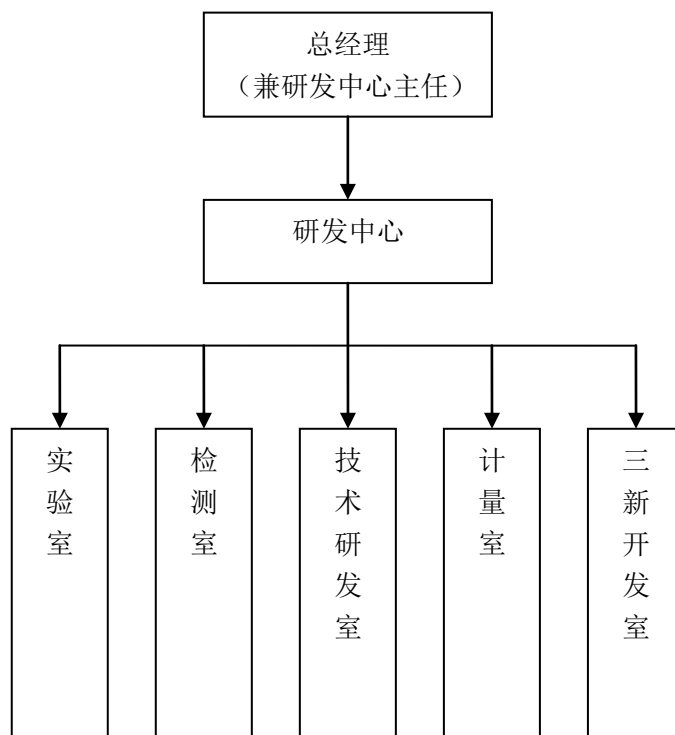 总经理
（兼研发中心主任）
研发中心
实验室
检测室
技术研发室
计量室
三新开发室